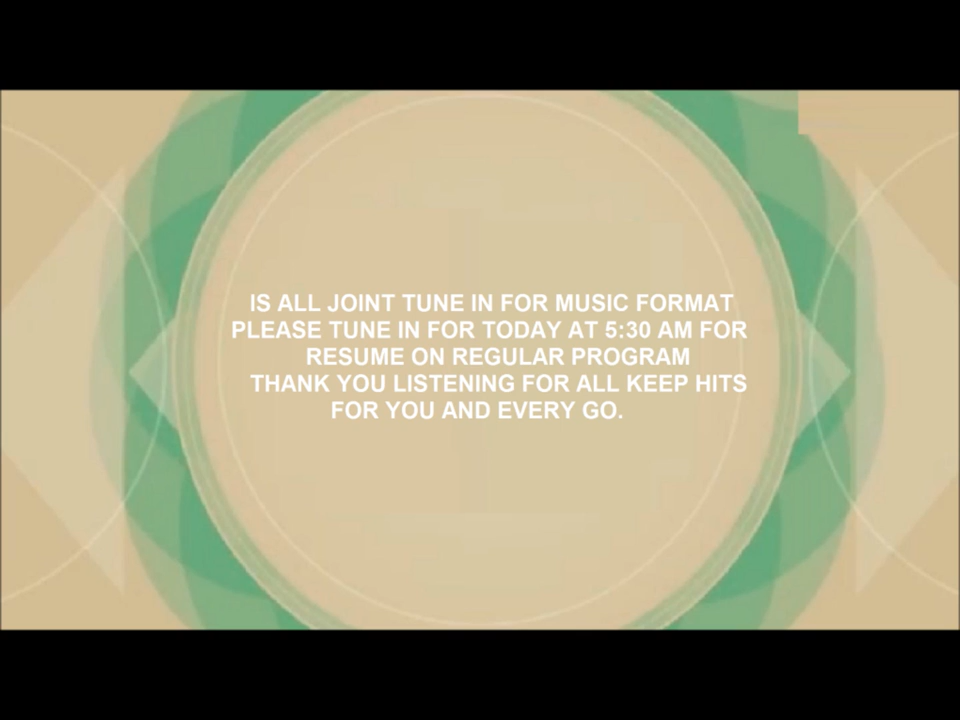 IS ALL JOINT TUNE IN FOR MUSIC FORMAT
PLEASE TUNE IN FOR TODAY AT 5:30 AM FOR
RESUME ON REGULAR PROGRAM
THANK YOU LISTENING FOR ALL KEEP HITS
FOR YOU AND EVERY GO.